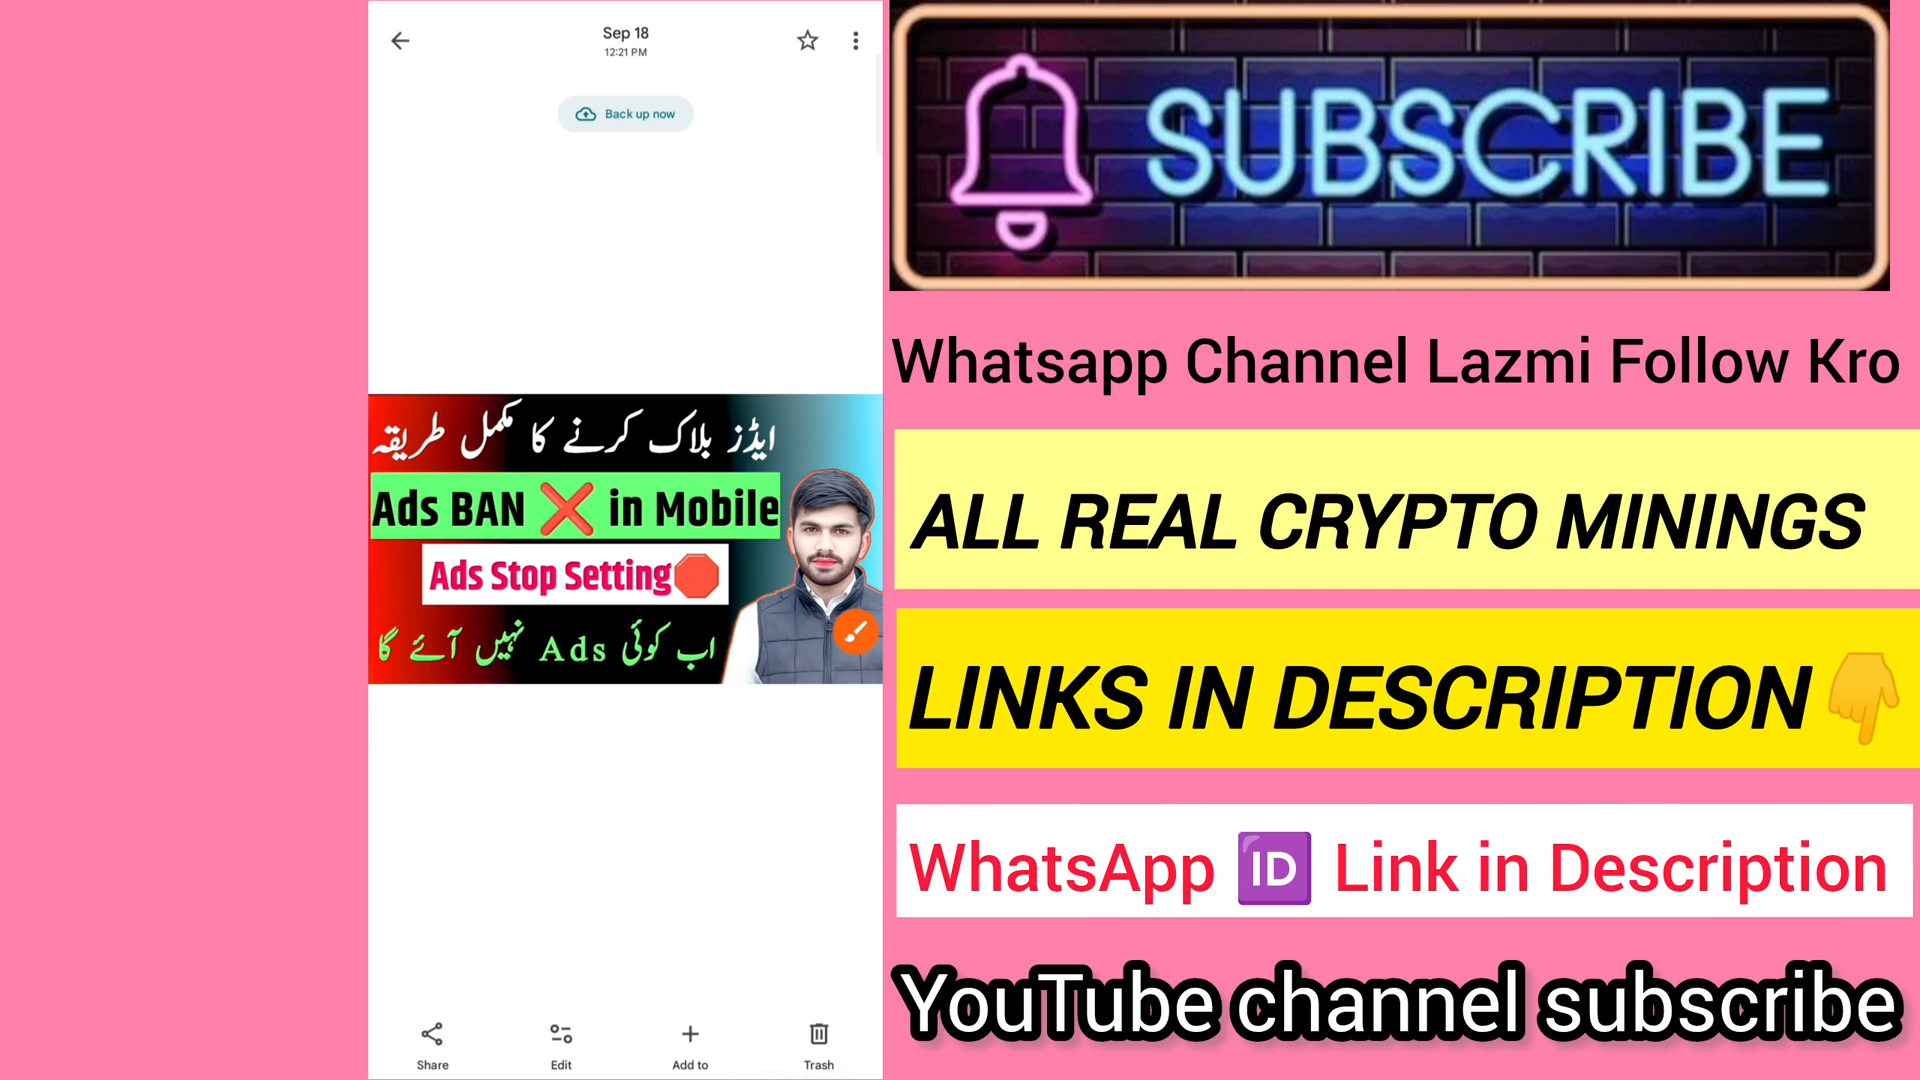 Sep 18
12:21 PM
Back up now
ایڈز بلاک کرنے کا مکمل طریقہ
Ads BAN ❌ in Mobile
Ads Stop Setting🛑
اب کوئی Ads نہیں آئے گا
Share
Edit
Add to
Trash
SUBSCRIBE
Whatsapp Channel Lazmi Follow Kro
ALL REAL CRYPTO MININGS
LINKS IN DESCRIPTION👇
WhatsApp 🆔 Link in Description
YouTube channel subscribe